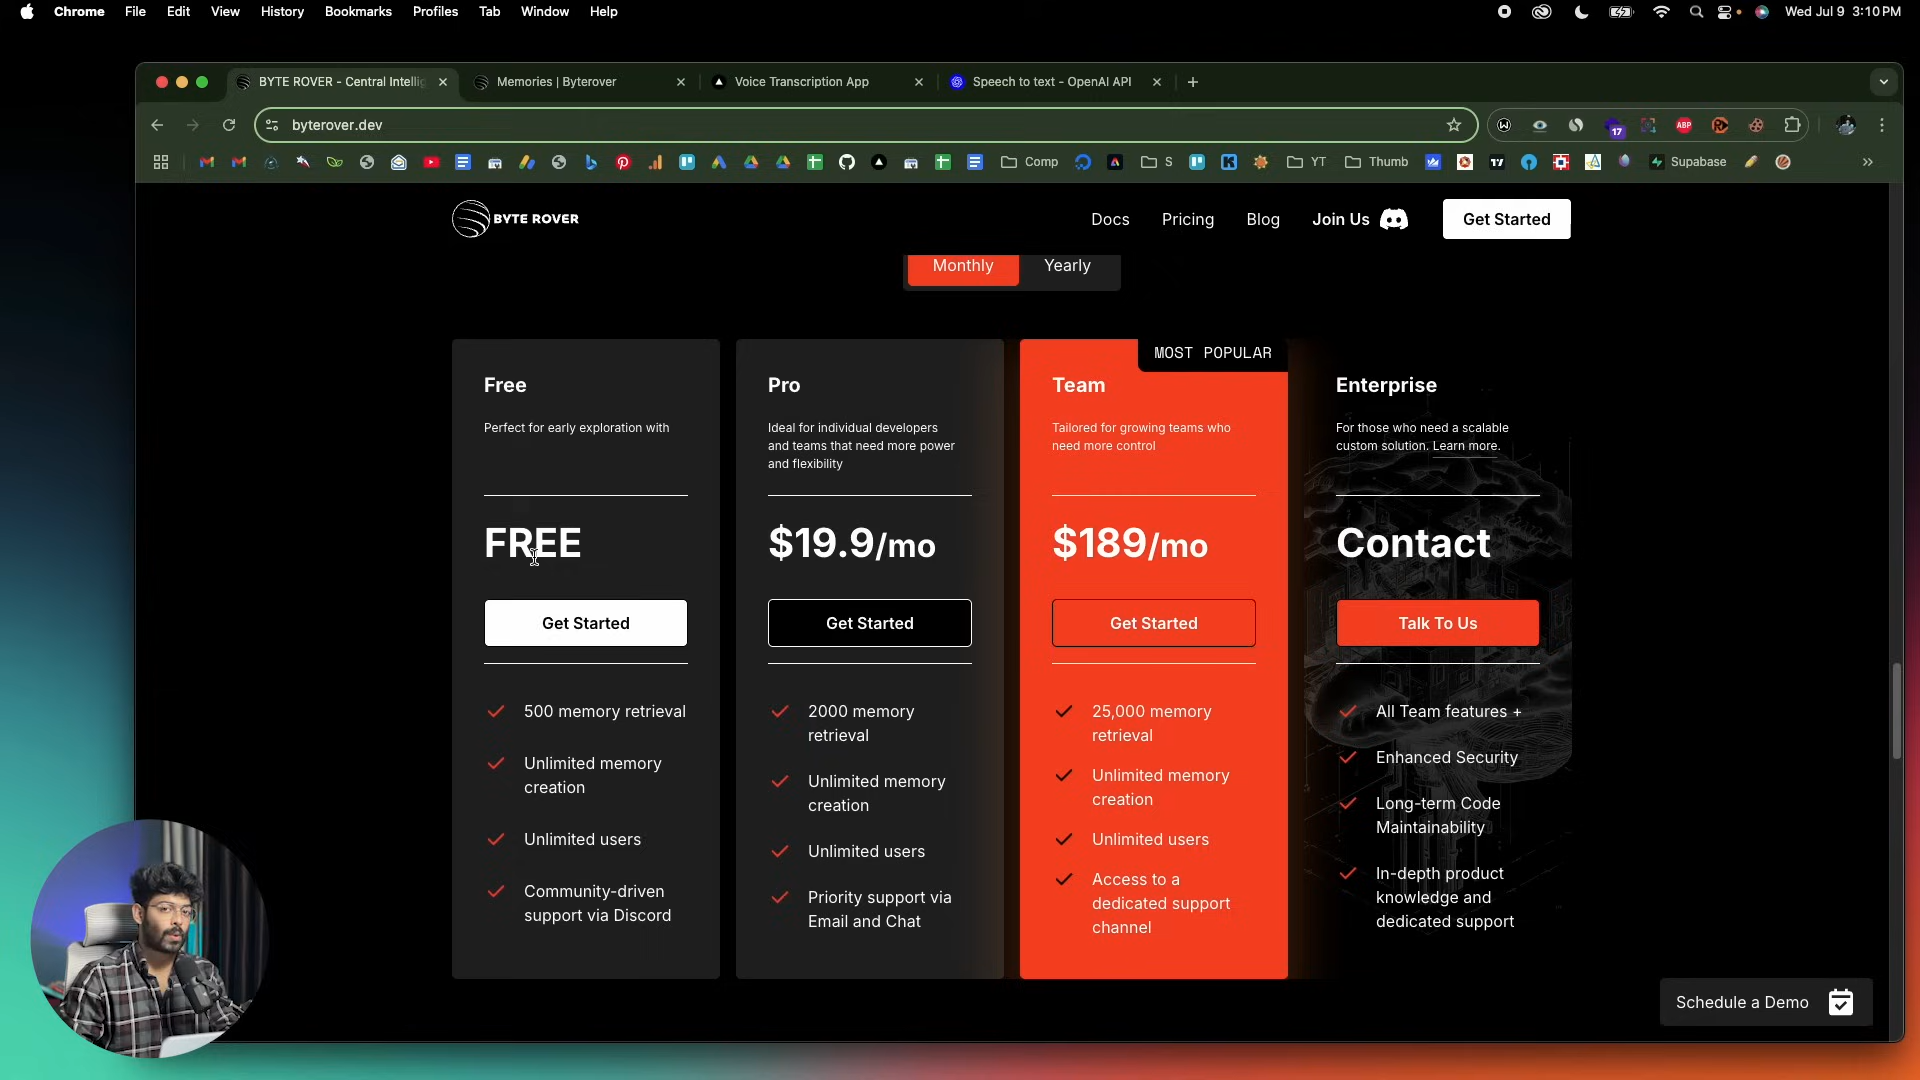 Chrome File Edit View History Bookmarks Profiles Tab Window Help Wed Jul 9 3:10 PM
BYTE ROVER - Central Intellig Memories | Byterover Voice Transcription App Speech to text - OpenAI API
byterover.dev 17 ABP
Comp S YT Thumb Supabase
BYTE ROVER Docs Pricing Blog Join Us Get Started
Monthly Yearly
MOST POPULAR
Free
Perfect for early exploration with
FREE
Get Started
500 memory retrieval
Unlimited memory
creation
Unlimited users
Community-driven
support via Discord
Pro
Ideal for individual developers
and teams that need more power
and flexibility
$19.9/mo
Get Started
2000 memory
retrieval
Unlimited memory
creation
Unlimited users
Priority support via
Email and Chat
Team
Tailored for growing teams who
need more control
$189/mo
Get Started
25,000 memory
retrieval
Unlimited memory
creation
Unlimited users
Access to a
dedicated support
channel
Enterprise
For those who need a scalable
custom solution. Learn more.
Contact
Talk To Us
All Team features +
Enhanced Security
Long-term Code
Maintainability
In-depth product
knowledge and
dedicated support
Schedule a Demo